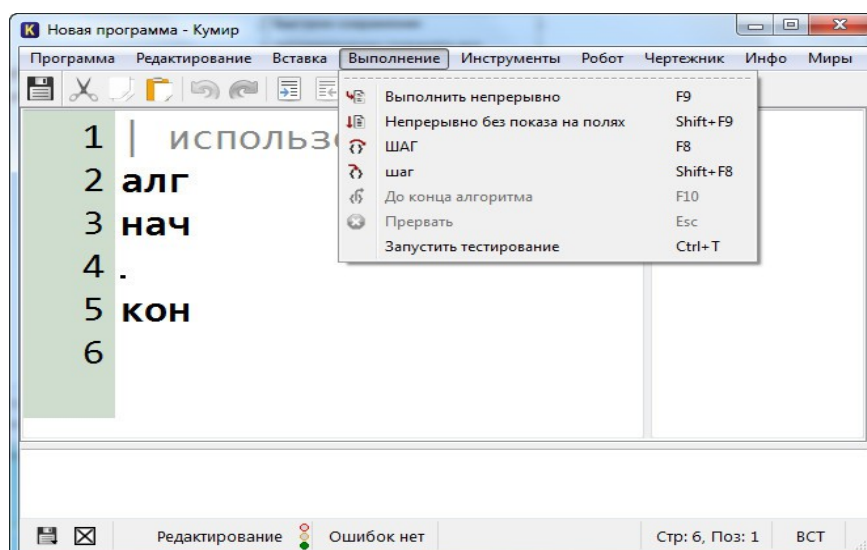 Новая программа - Кумир
Программа Редактирование Вставка Выполнение Инструменты Робот Чертежник Инфо Миры
Выполнить непрерывно F9
Непрерывно без показа на полях Shift+F9
ШАГ F8
шаг Shift+F8
До конца алгоритма F10
Прервать Esc
Запустить тестирование Ctrl+T
1 |
2 алг
3 нач
4 .
5 кон
6
Редактирование Ошибок нет Стр: 6, Поз: 1 ВСТ